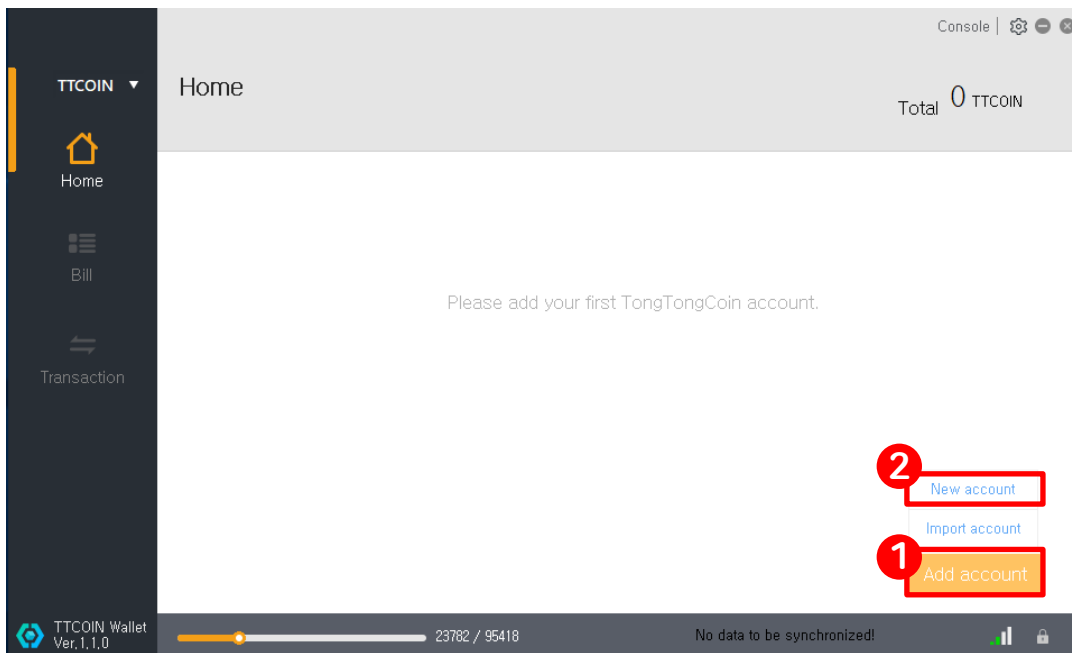 Console
TTCOIN
Home
Total 0 TTCOIN
Home
Bill
Please add your first TongTongCoin account.
Transaction
2
New account
Import account
1
Add account
TTCOIN Wallet
Ver,1,1,0
23782 / 95418
No data to be synchronized!